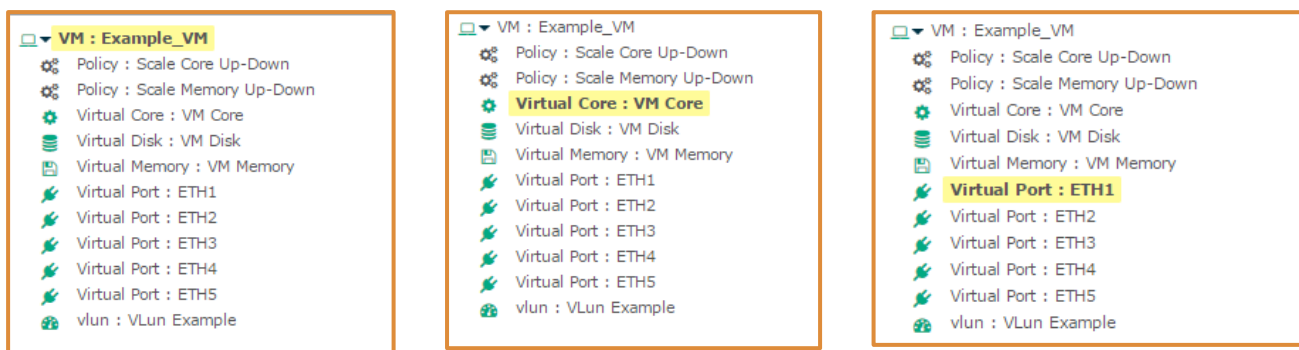 VM : Example_VM
Policy : Scale Core Up-Down
Policy : Scale Memory Up-Down
Virtual Core : VM Core
Virtual Disk : VM Disk
Virtual Memory : VM Memory
Virtual Port : ETH1
Virtual Port : ETH2
Virtual Port : ETH3
Virtual Port : ETH4
Virtual Port : ETH5
vlun : VLun Example
VM : Example_VM
Policy : Scale Core Up-Down
Policy : Scale Memory Up-Down
Virtual Core : VM Core
Virtual Disk : VM Disk
Virtual Memory : VM Memory
Virtual Port : ETH1
Virtual Port : ETH2
Virtual Port : ETH3
Virtual Port : ETH4
Virtual Port : ETH5
vlun : VLun Example
VM : Example_VM
Policy : Scale Core Up-Down
Policy : Scale Memory Up-Down
Virtual Core : VM Core
Virtual Disk : VM Disk
Virtual Memory : VM Memory
Virtual Port : ETH1
Virtual Port : ETH2
Virtual Port : ETH3
Virtual Port : ETH4
Virtual Port : ETH5
vlun : VLun Example